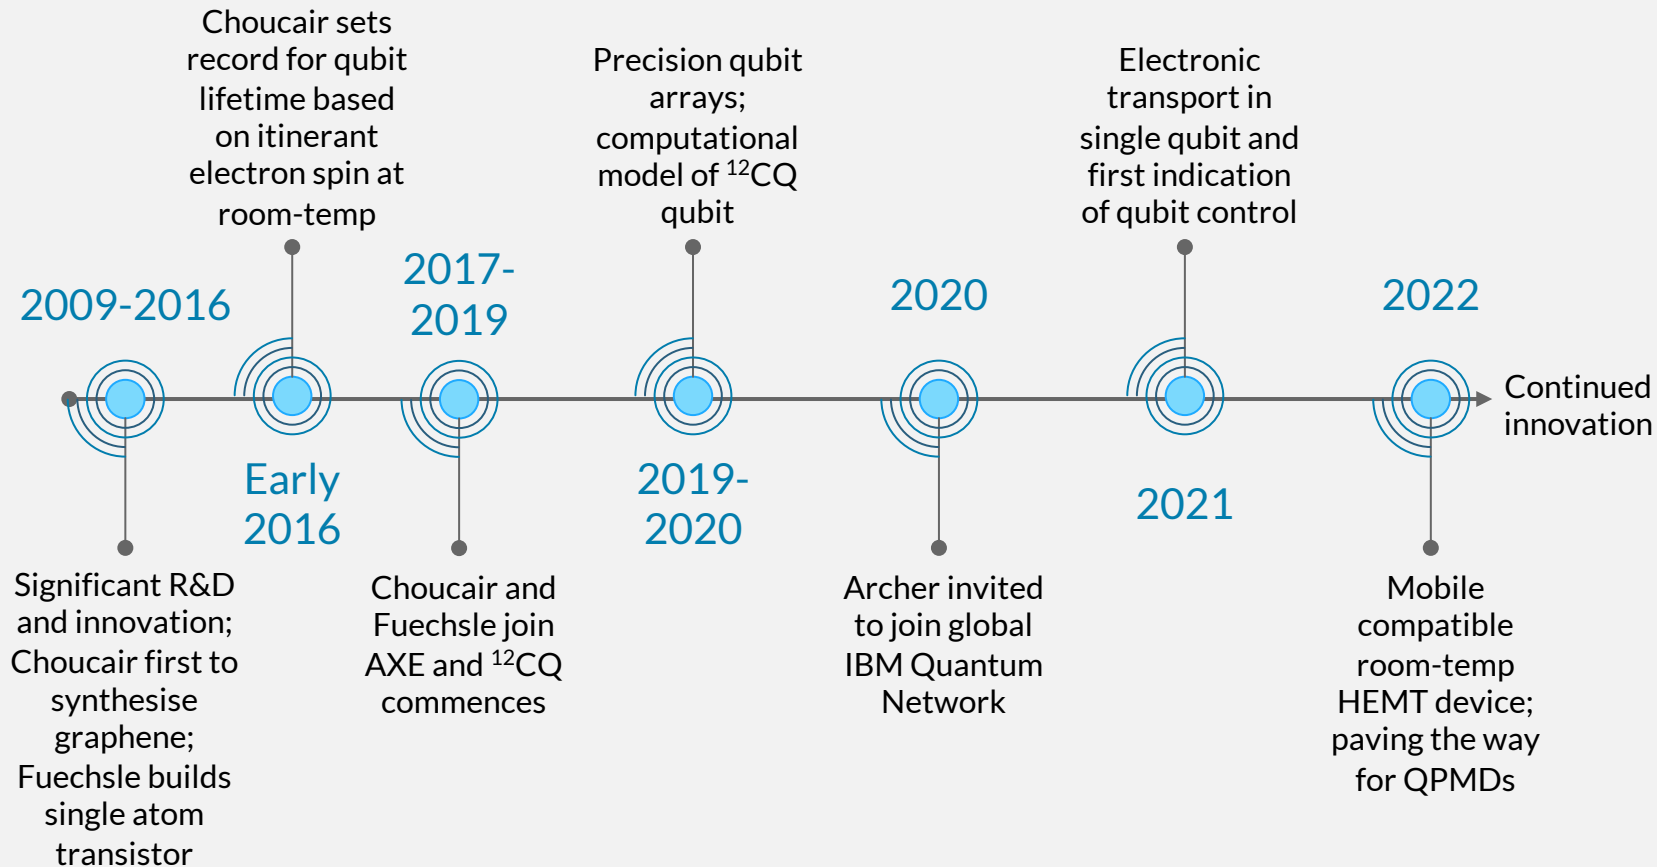 2009-2016
Significant R&D
and innovation;
Choucair first to
synthesise
graphene;
Fuechsle builds
single atom
transistor
Choucair sets
record for qubit
lifetime based
on itinerant
electron spin at
room-temp
Early
2016
2017-
2019
Choucair and
Fuechsle join
AXE and ¹²CQ
commences
Precision qubit
arrays;
computational
model of ¹²CQ
qubit
2019-
2020
2020
Archer invited
to join global
IBM Quantum
Network
Electronic
transport in
single qubit and
first indication
of qubit control
2021
2022
Mobile
compatible
room-temp
HEMT device;
paving the way
for QPMDs
Continued
innovation